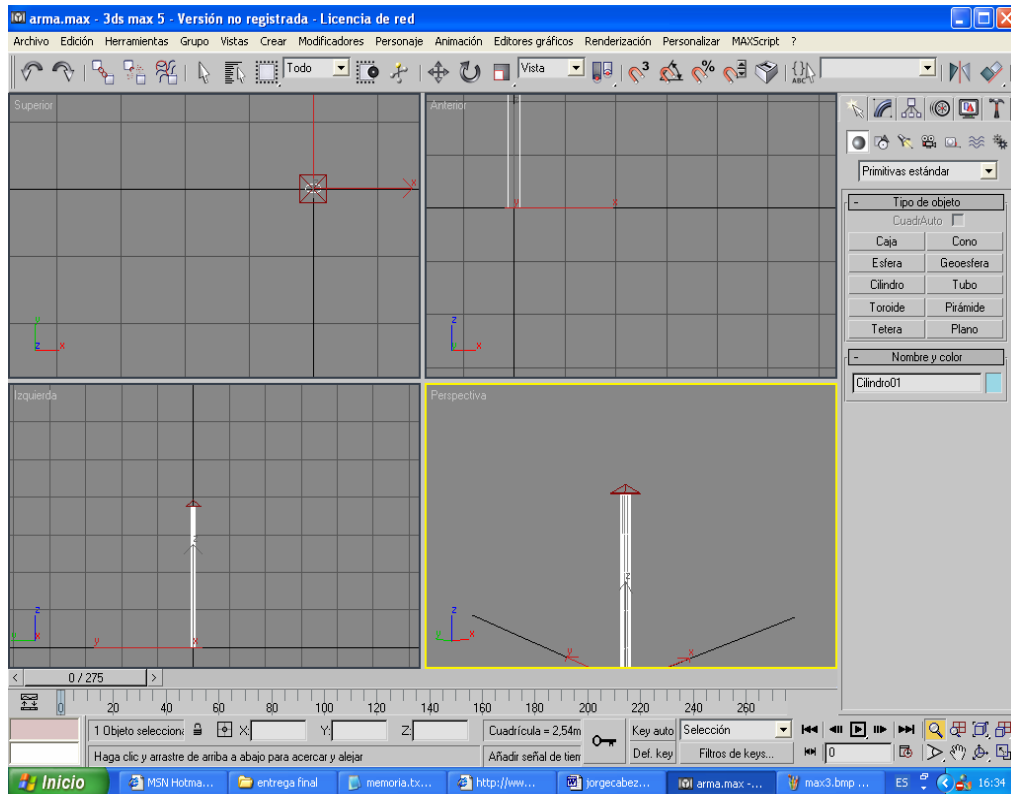 arma.max - 3ds max 5 - Versión no registrada - Licencia de red
Archivo Edición Herramientas Grupo Vistas Crear Modificadores Personaje Animación Editores gráficos Renderización Personalizar MAXScript ?
Todo Vista 3 % ABC
Superior
Anterior
x
y x
y z x
z y x
Izquierda
Perspectiva
z
y x
z y x
z
y x
z y x
Primitivas estándar
- Tipo de objeto
CuadrAuto
Caja Cono
Esfera Geoesfera
Cilindro Tubo
Toroide Pirámide
Tetera Plano
- Nombre y color
Cilindro01
< 0 / 275 >
0 20 40 60 80 100 120 140 160 180 200 220 240 260
1 Objeto selecciona X: Y: Z: Cuadrícula = 2,54m Key auto Selección
Haga clic y arrastre de arriba a abajo para acercar y alejar Añadir señal de tien Def. key Filtros de keys... 0
Inicio MSN Hotma... entrega final memoria.tx... http://ww... jorgecabez... arma.max -... max3.bmp ... ES 16:34